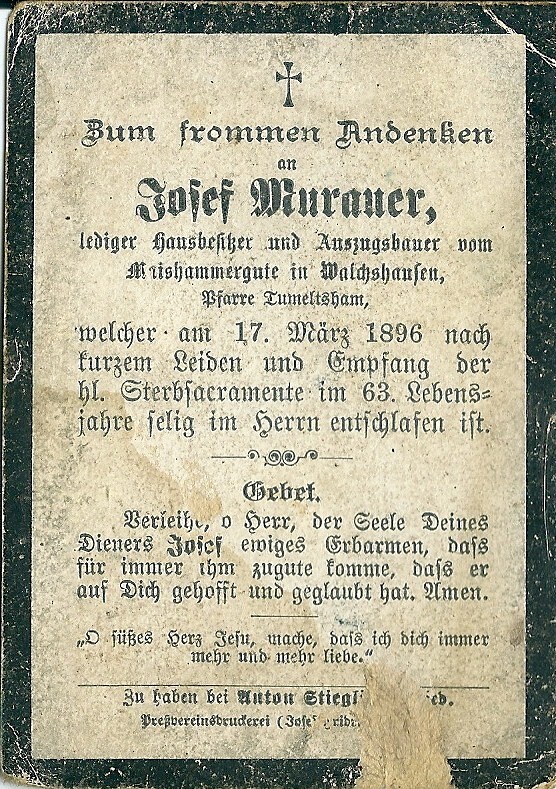 Zum frommen Andenken
an
Josef Murauer,
lediger Hausbesitzer und Auszugsbauer vom
in Walchshausen,
Pfarre Tumeltsham,
welcher am 17. März 1896 nach
kurzem Leiden und Empfang der
hl. Sterbsacramente im 63. Lebens-
jahre selig im Herrn entschlafen ist.
Gebet.
Verleihe, o Herr, der Seele Deines
Dieners Josef ewiges Erbarmen, dass
für immer ihm zugute komme, dass er
auf Dich gehofft und geglaubt hat. Amen.
„O süßes Herz Jesu, mache, dass ich dich immer
mehr und mehr liebe.“
Zu haben bei Anton
Preßvereinsdruckerei